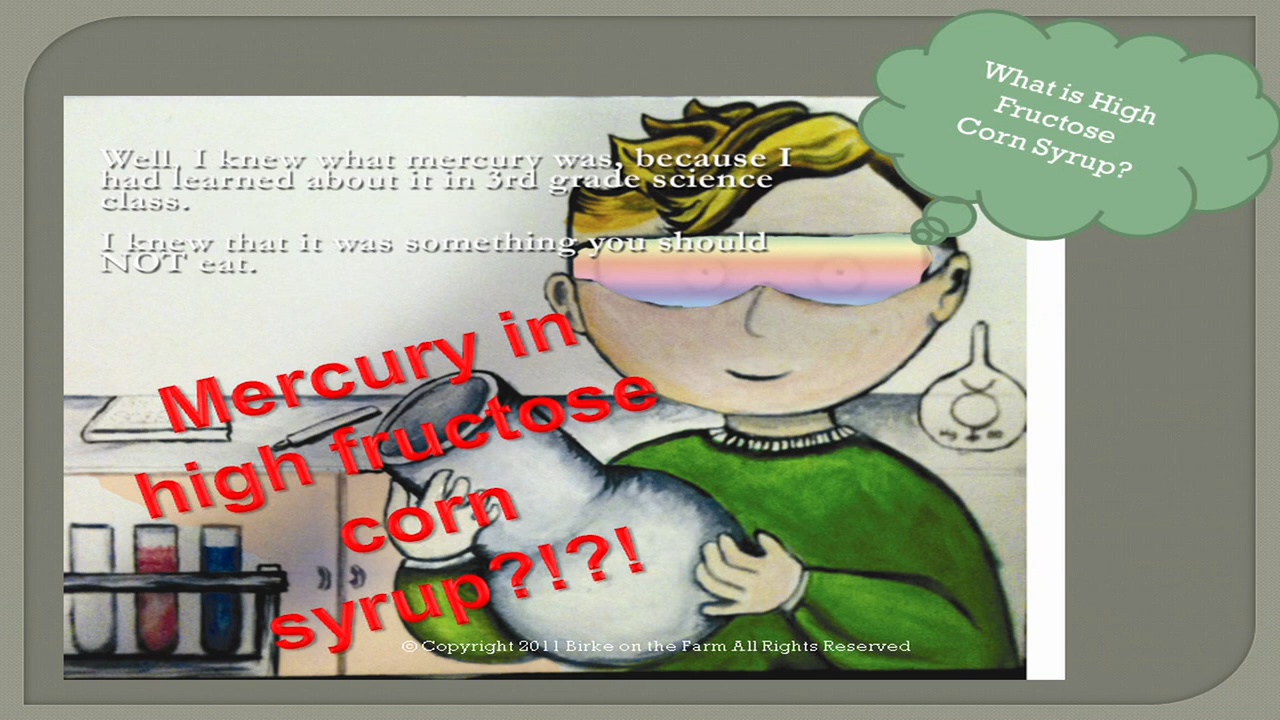 What is High
Fructose
Corn Syrup?
Well, I knew what mercury was, because I
had learned about it in 3rd grade science
class.
I knew that it was something you should
NOT eat.
Mercury in
high fructose
corn
syrup?!?!
© Copyright 2011 Birke on the Farm All Rights Reserved